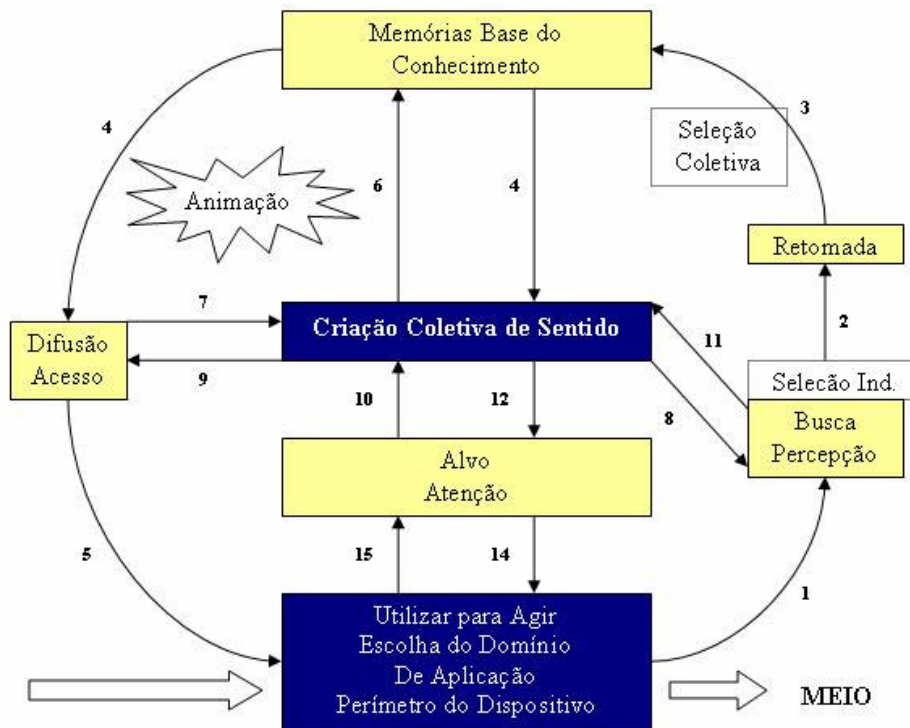 Memórias Base do
Conhecimento
4
3
Seleção
Coletiva
Animação
6
4
Retomada
7
Criação Coletiva de Sentido
11
2
Difusão
Acesso
9
10
12
8
Selecão Ind.
Busca
Percepção
Alvo
Atenção
5
15
14
1
Utilizar para Agir
Escolha do Domínio
De Aplicação
Perímetro do Dispositivo
MEIO